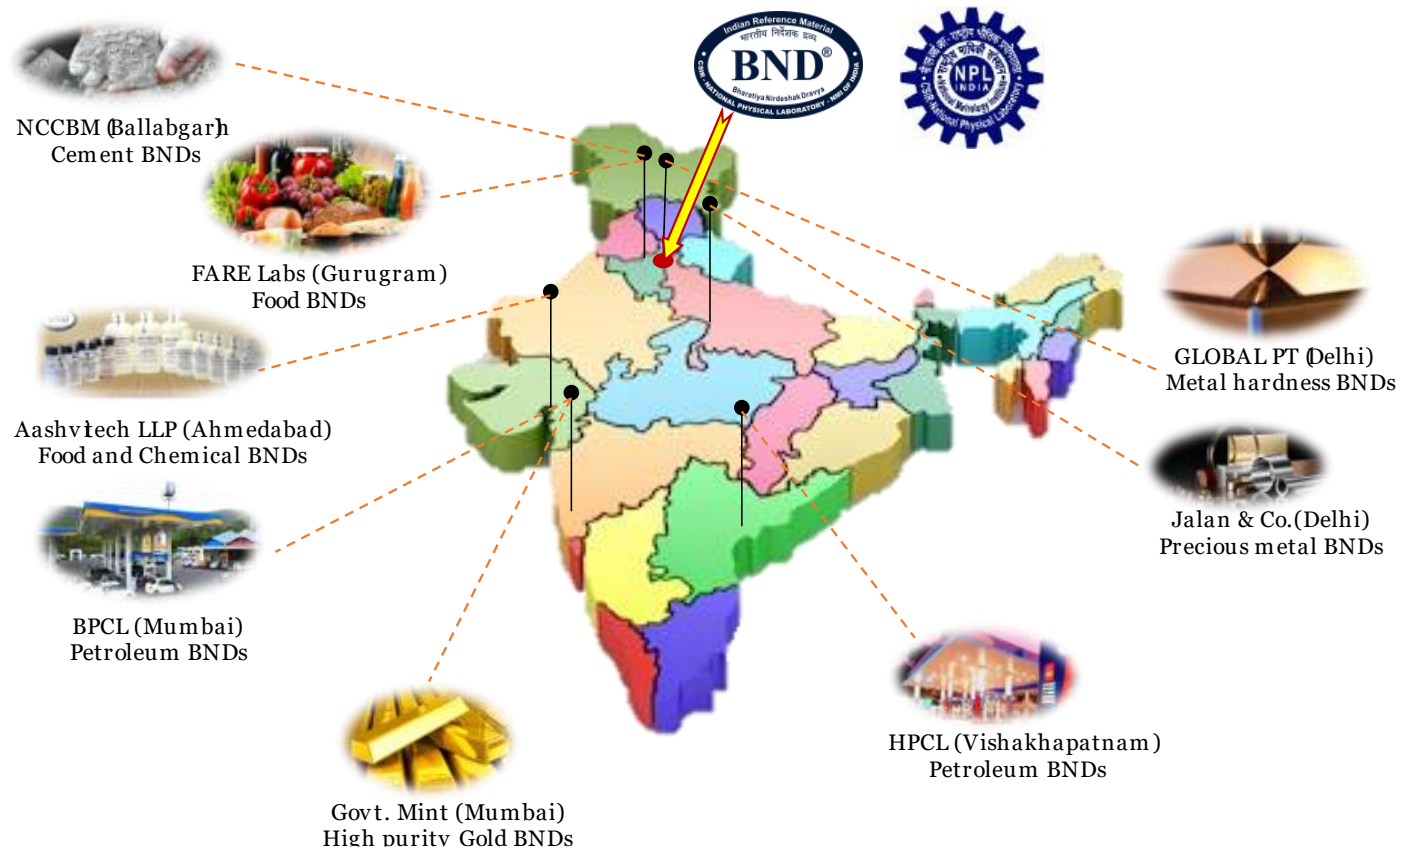 Indian Reference Material
भारतीय निर्देशक द्रव्य
BND®
Bharatiya Nirdeshak Dravya
CSIR - NATIONAL PHYSICAL LABORATORY - NMI OF INDIA
NPL
INDIA
National Metrology Institute
CSIR-National Physical Laboratory
NCCBM (Ballabgarh
Cement BNDs
FARE Labs (Gurugram)
Food BNDs
GLOBAL PT (Delhi)
Metal hardness BNDs
Aashvitech LLP (Ahmedabad)
Food and Chemical BNDs
Jalan & Co.(Delhi)
Precious metal BNDs
BPCL (Mumbai)
Petroleum BNDs
HPCL (Vishakhapatnam)
Petroleum BNDs
Govt. Mint (Mumbai)
High purity Gold BNDs